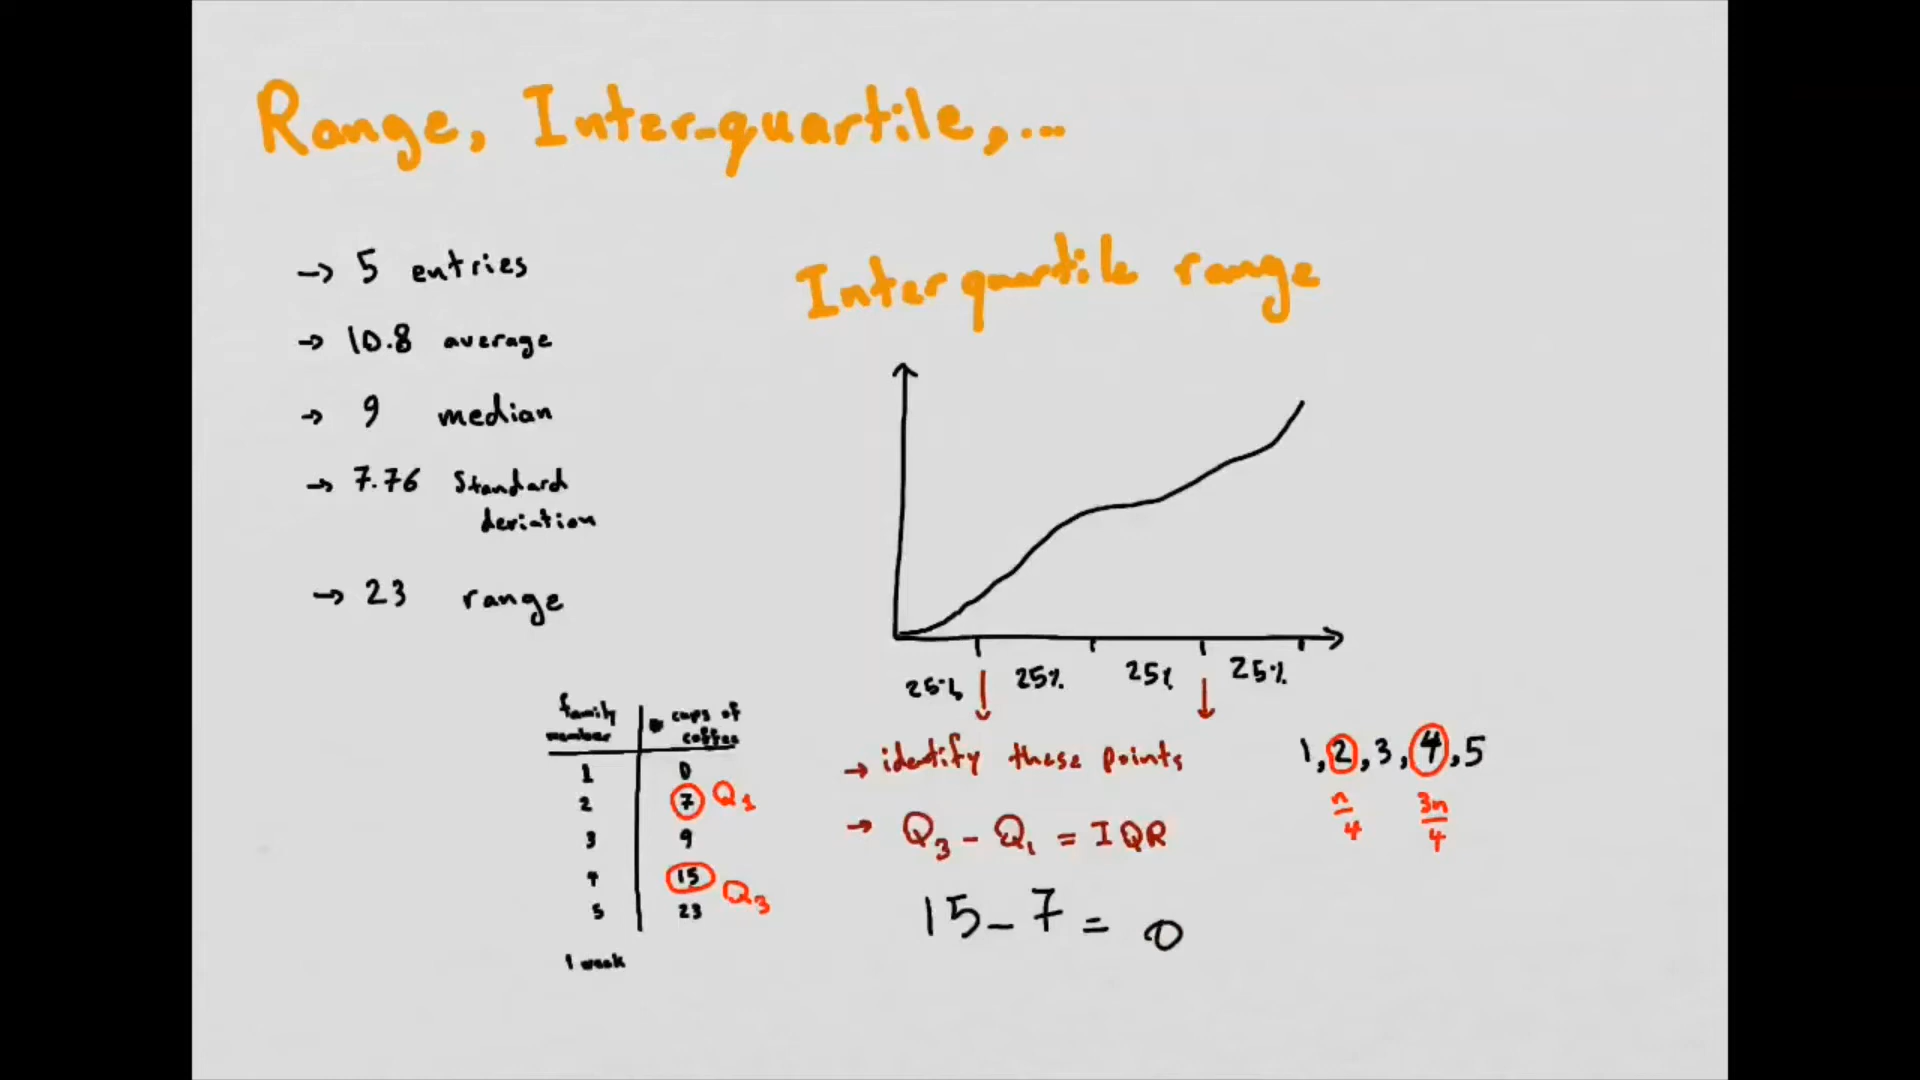 Range, Inter-quartile,...
→ 5 entries
→ 10.8 average
→ 9 median
→ 7.76 Standard
deviation
→ 23 range
Interquartile range
25% 25% 25% 25%
→ identify these points
→ Q3 - Q1 = IQR
15 - 7 = 0
1, 2, 3, 4, 5
n/4 3n/4
family member cups of coffee
1 0
2 7 Q1
3 9
4 15 Q3
5 23
1 week